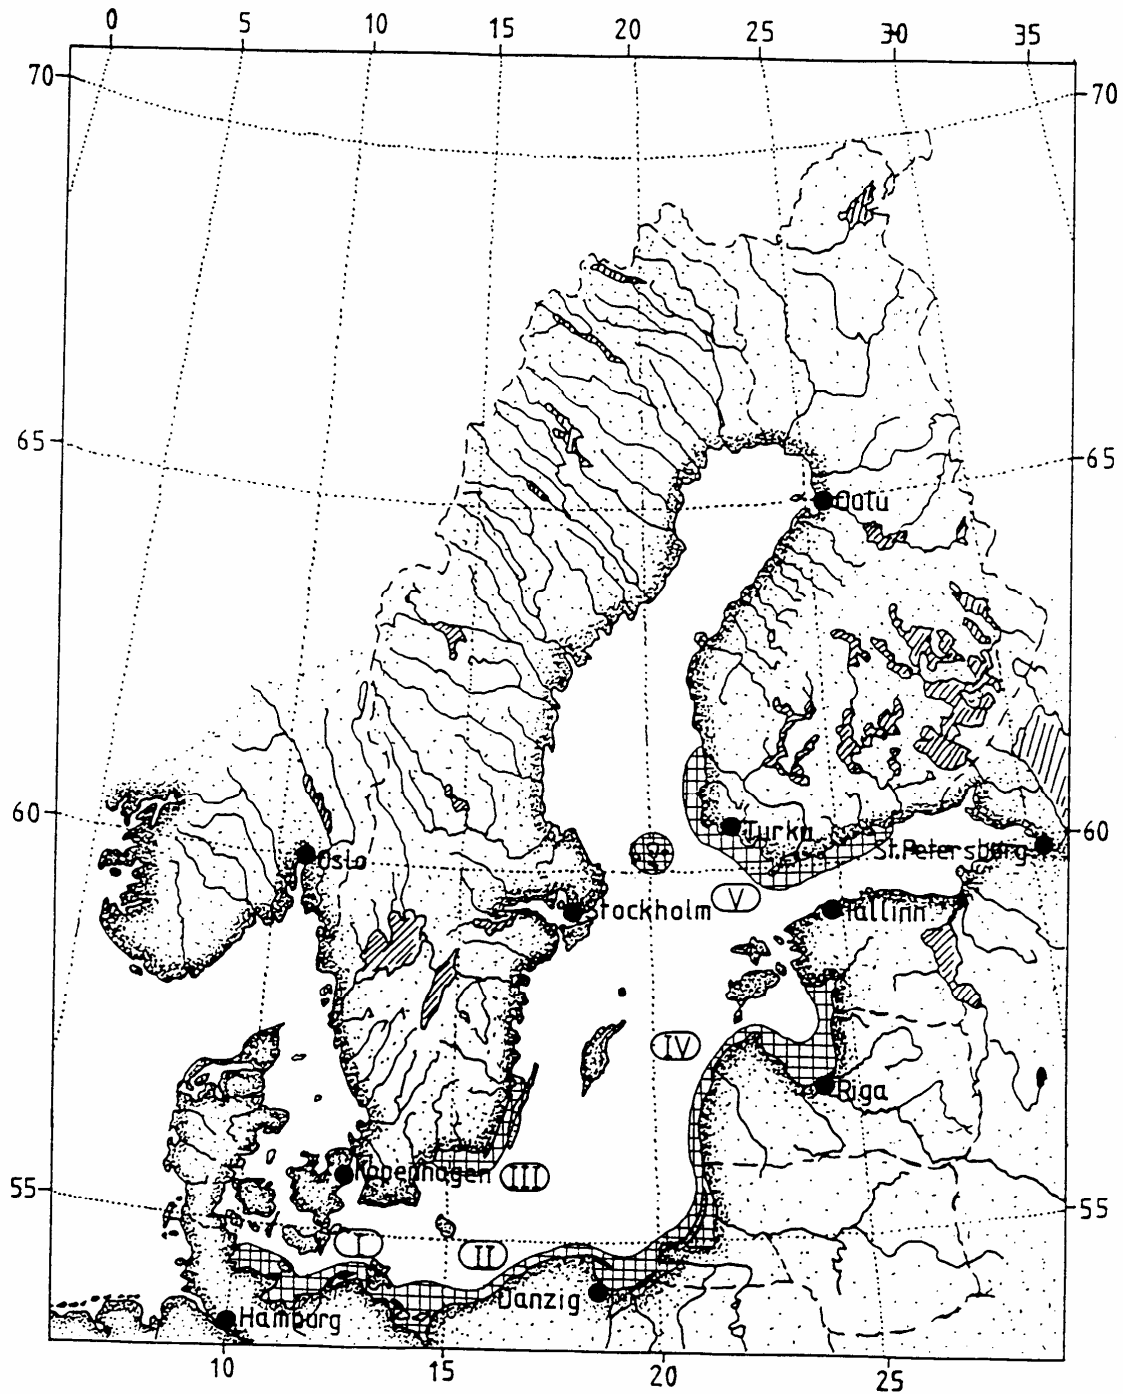 0 5 10 15 20 25 30 35
70 70
65 65
Oulu
60 60
Turku
St.Petersburg
Oslo
V
Stockholm
Tallinn
IV
Riga
Kopenhagen
III
55 55
I
II
Danzig
Hamburg
10 15 20 25